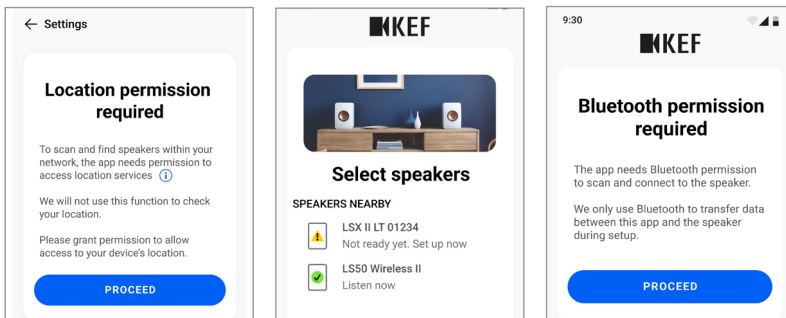 ← Settings
Location permission
required
To scan and find speakers within your
network, the app needs permission to
access location services ⓘ
We will not use this function to check
your location.
Please grant permission to allow
access to your device's location.
PROCEED
KEF
Select speakers
SPEAKERS NEARBY
LSX II LT 01234
Not ready yet. Set up now
LS50 Wireless II
Listen now
9:30
KEF
Bluetooth permission
required
The app needs Bluetooth permission
to scan and connect to the speaker.
We only use Bluetooth to transfer data
between this app and the speaker
during setup.
PROCEED